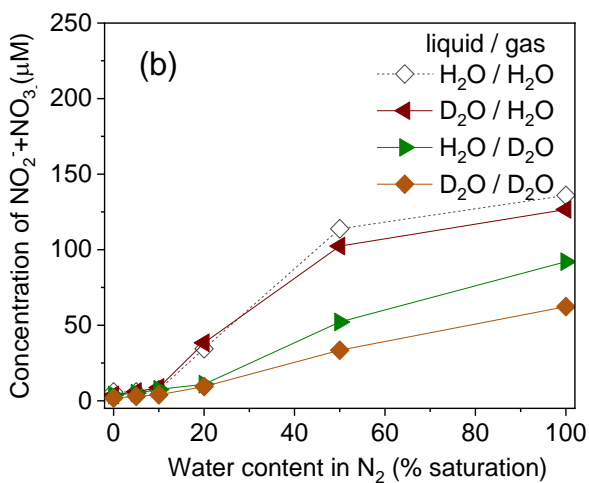 (b)
liquid / gas
H₂O / H₂O
D₂O / H₂O
H₂O / D₂O
D₂O / D₂O
Concentration of NO₂⁻+NO₃₋(μM)
250
200
150
100
50
0
0 20 40 60 80 100
Water content in N₂ (% saturation)